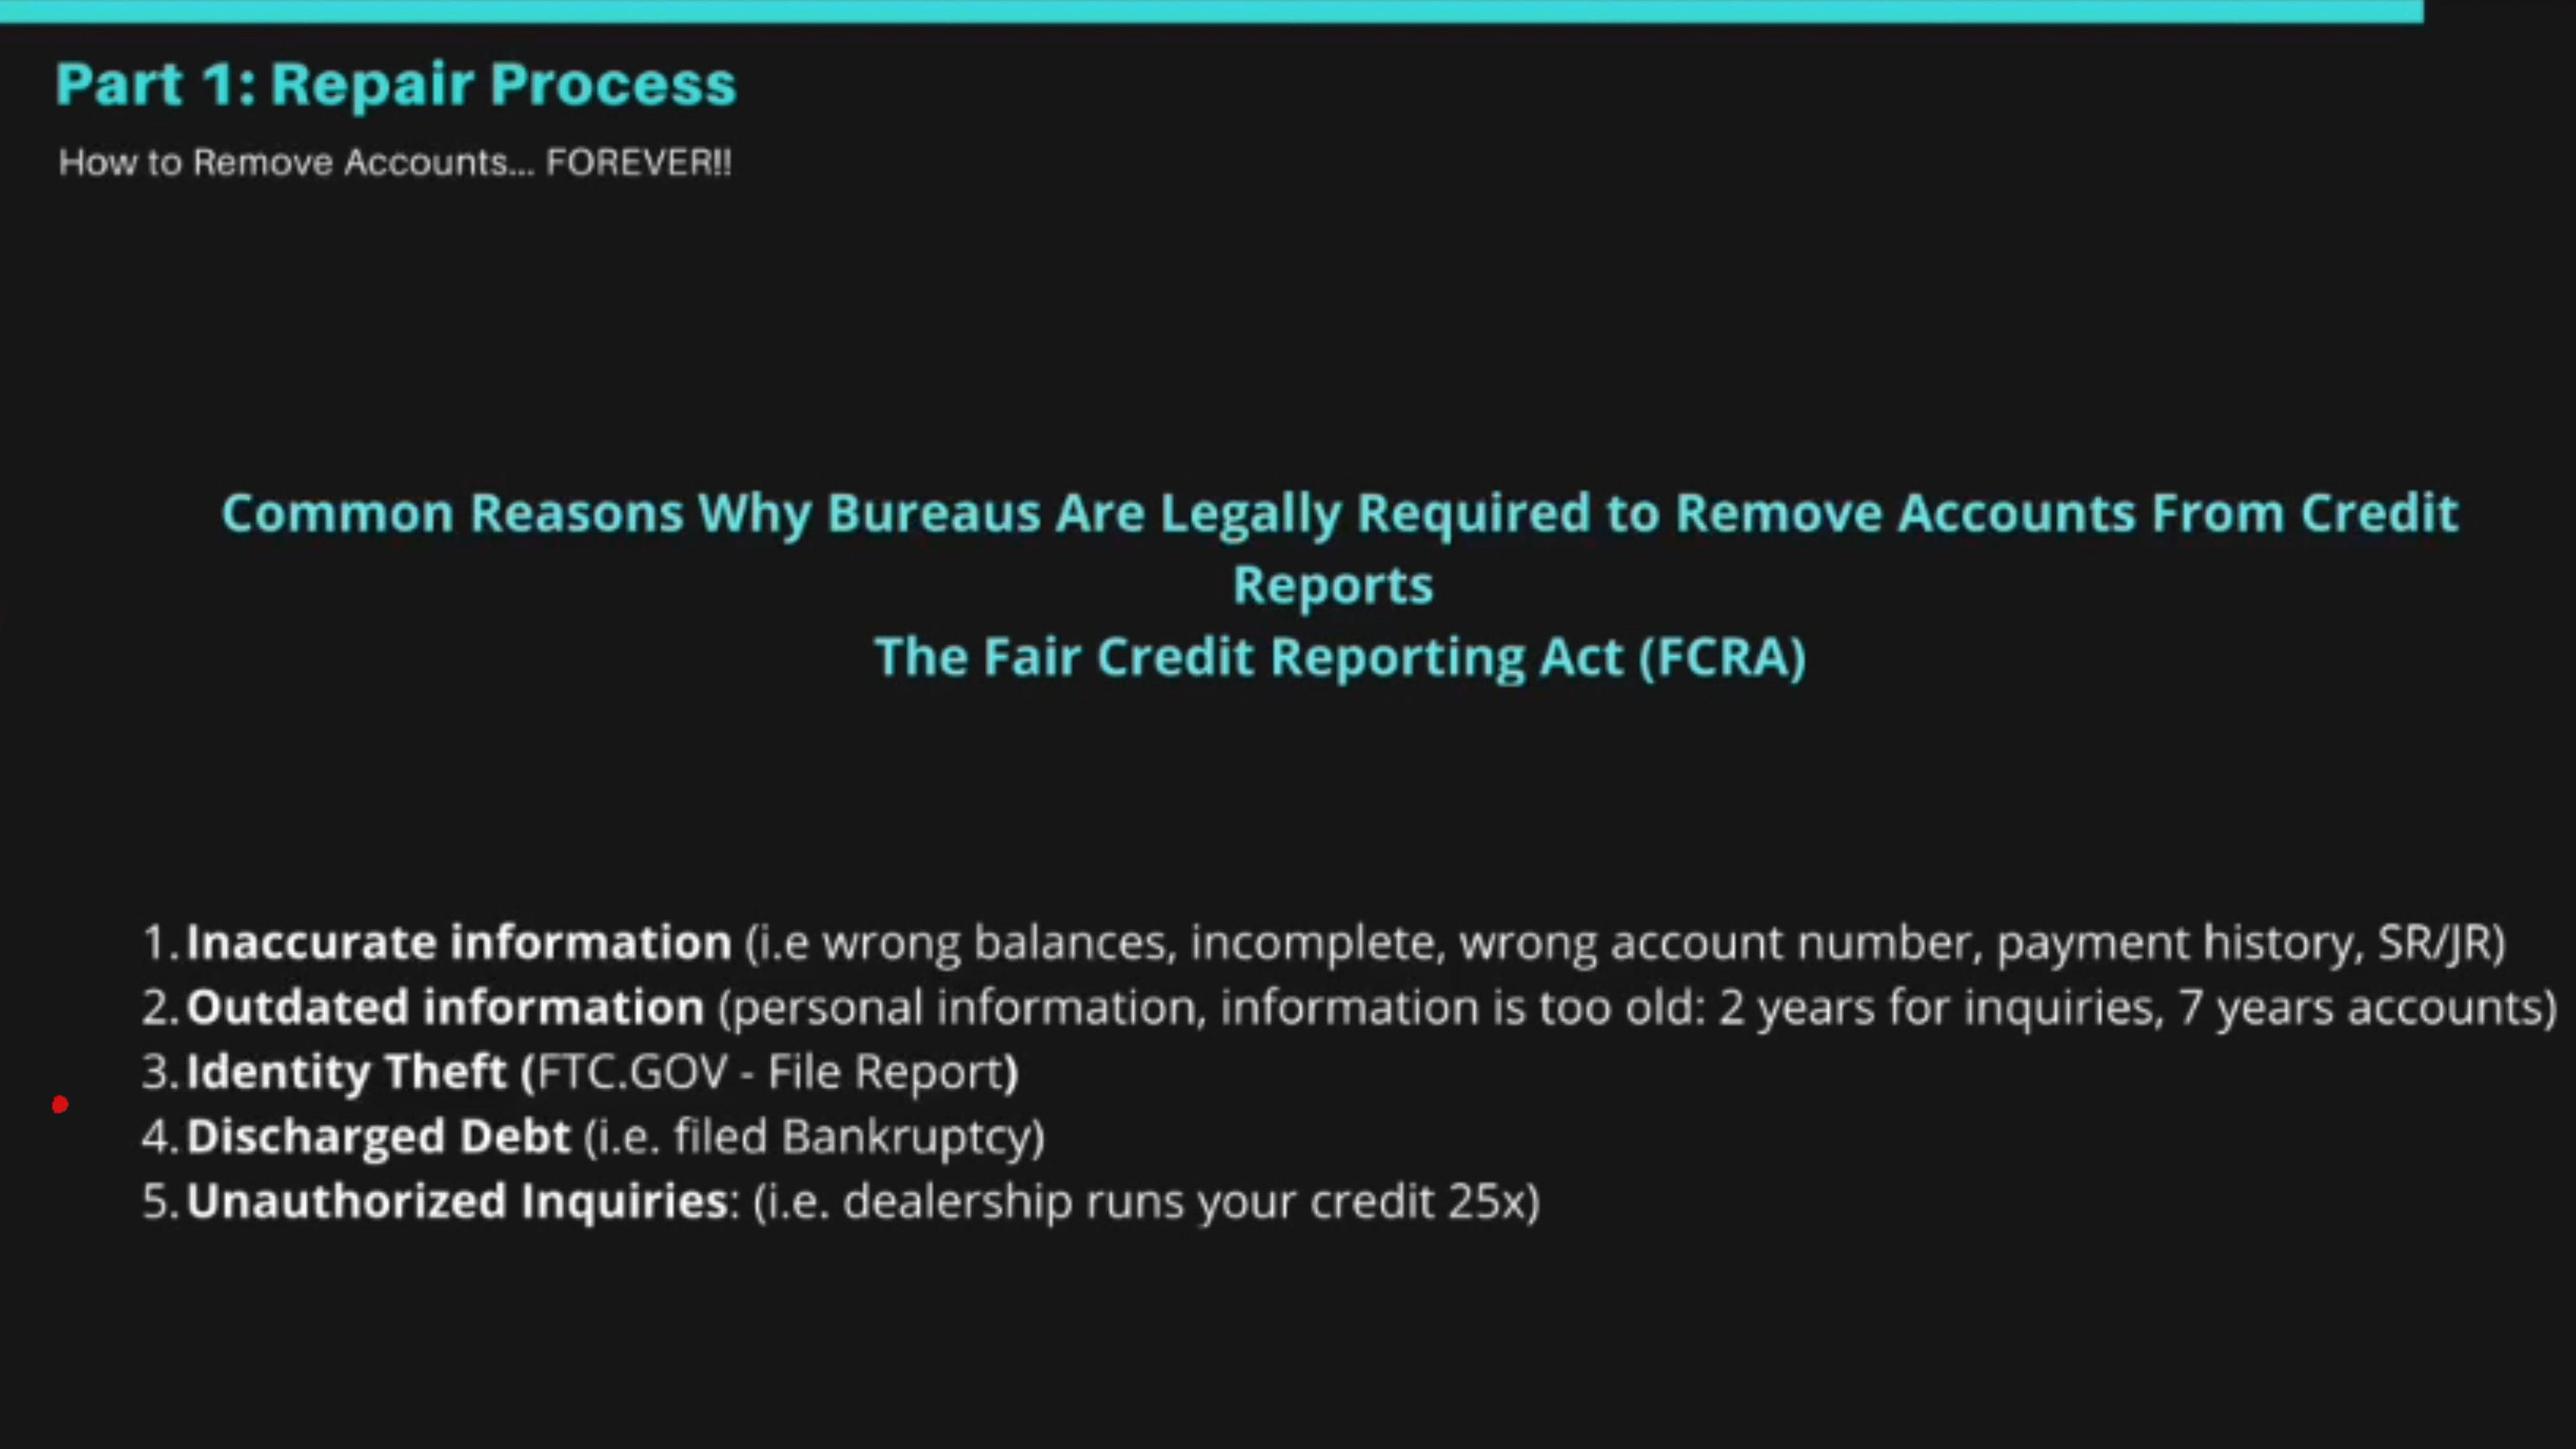 Part 1: Repair Process
How to Remove Accounts... FOREVER!!
Common Reasons Why Bureaus Are Legally Required to Remove Accounts From Credit
Reports
The Fair Credit Reporting Act (FCRA)
1. Inaccurate information (i.e wrong balances, incomplete, wrong account number, payment history, SR/JR)
2. Outdated information (personal information, information is too old: 2 years for inquiries, 7 years accounts)
3. Identity Theft (FTC.GOV - File Report)
4. Discharged Debt (i.e. filed Bankruptcy)
5. Unauthorized Inquiries: (i.e. dealership runs your credit 25x)